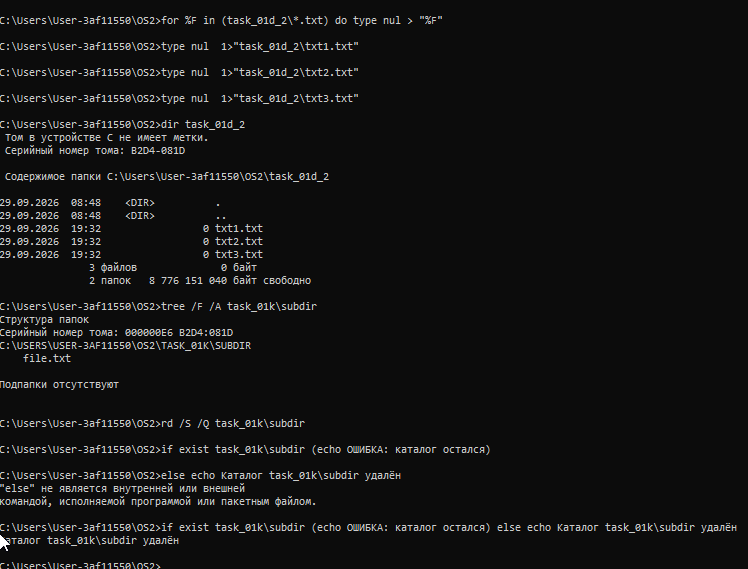 C:\Users\User-3af11550\OS2>for %F in (task_01d_2\*.txt) do type nul > "%F"
C:\Users\User-3af11550\OS2>type nul  1>"task_01d_2\txt1.txt"
C:\Users\User-3af11550\OS2>type nul  1>"task_01d_2\txt2.txt"
C:\Users\User-3af11550\OS2>type nul  1>"task_01d_2\txt3.txt"
C:\Users\User-3af11550\OS2>dir task_01d_2
Том в устройстве C не имеет метки.
Серийный номер тома: B2D4-081D
Содержимое папки C:\Users\User-3af11550\OS2\task_01d_2
29.09.2026  08:48    <DIR>          .
29.09.2026  08:48    <DIR>          ..
29.09.2026  19:32                 0 txt1.txt
29.09.2026  19:32                 0 txt2.txt
29.09.2026  19:32                 0 txt3.txt
3 файлов              0 байт
2 папок   8 776 151 040 байт свободно
C:\Users\User-3af11550\OS2>tree /F /A task_01k\subdir
Структура папок
Серийный номер тома: 000000E6 B2D4:081D
C:\USERS\USER-3AF11550\OS2\TASK_01K\SUBDIR
file.txt
Подпапки отсутствуют
C:\Users\User-3af11550\OS2>rd /S /Q task_01k\subdir
C:\Users\User-3af11550\OS2>if exist task_01k\subdir (echo ОШИБКА: каталог остался)
C:\Users\User-3af11550\OS2>else echo Каталог task_01k\subdir удалён
"else" не является внутренней или внешней
командой, исполняемой программой или пакетным файлом.
C:\Users\User-3af11550\OS2>if exist task_01k\subdir (echo ОШИБКА: каталог остался) else echo Каталог task_01k\subdir удалён
Каталог task_01k\subdir удалён
C:\Users\User-3af11550\OS2>